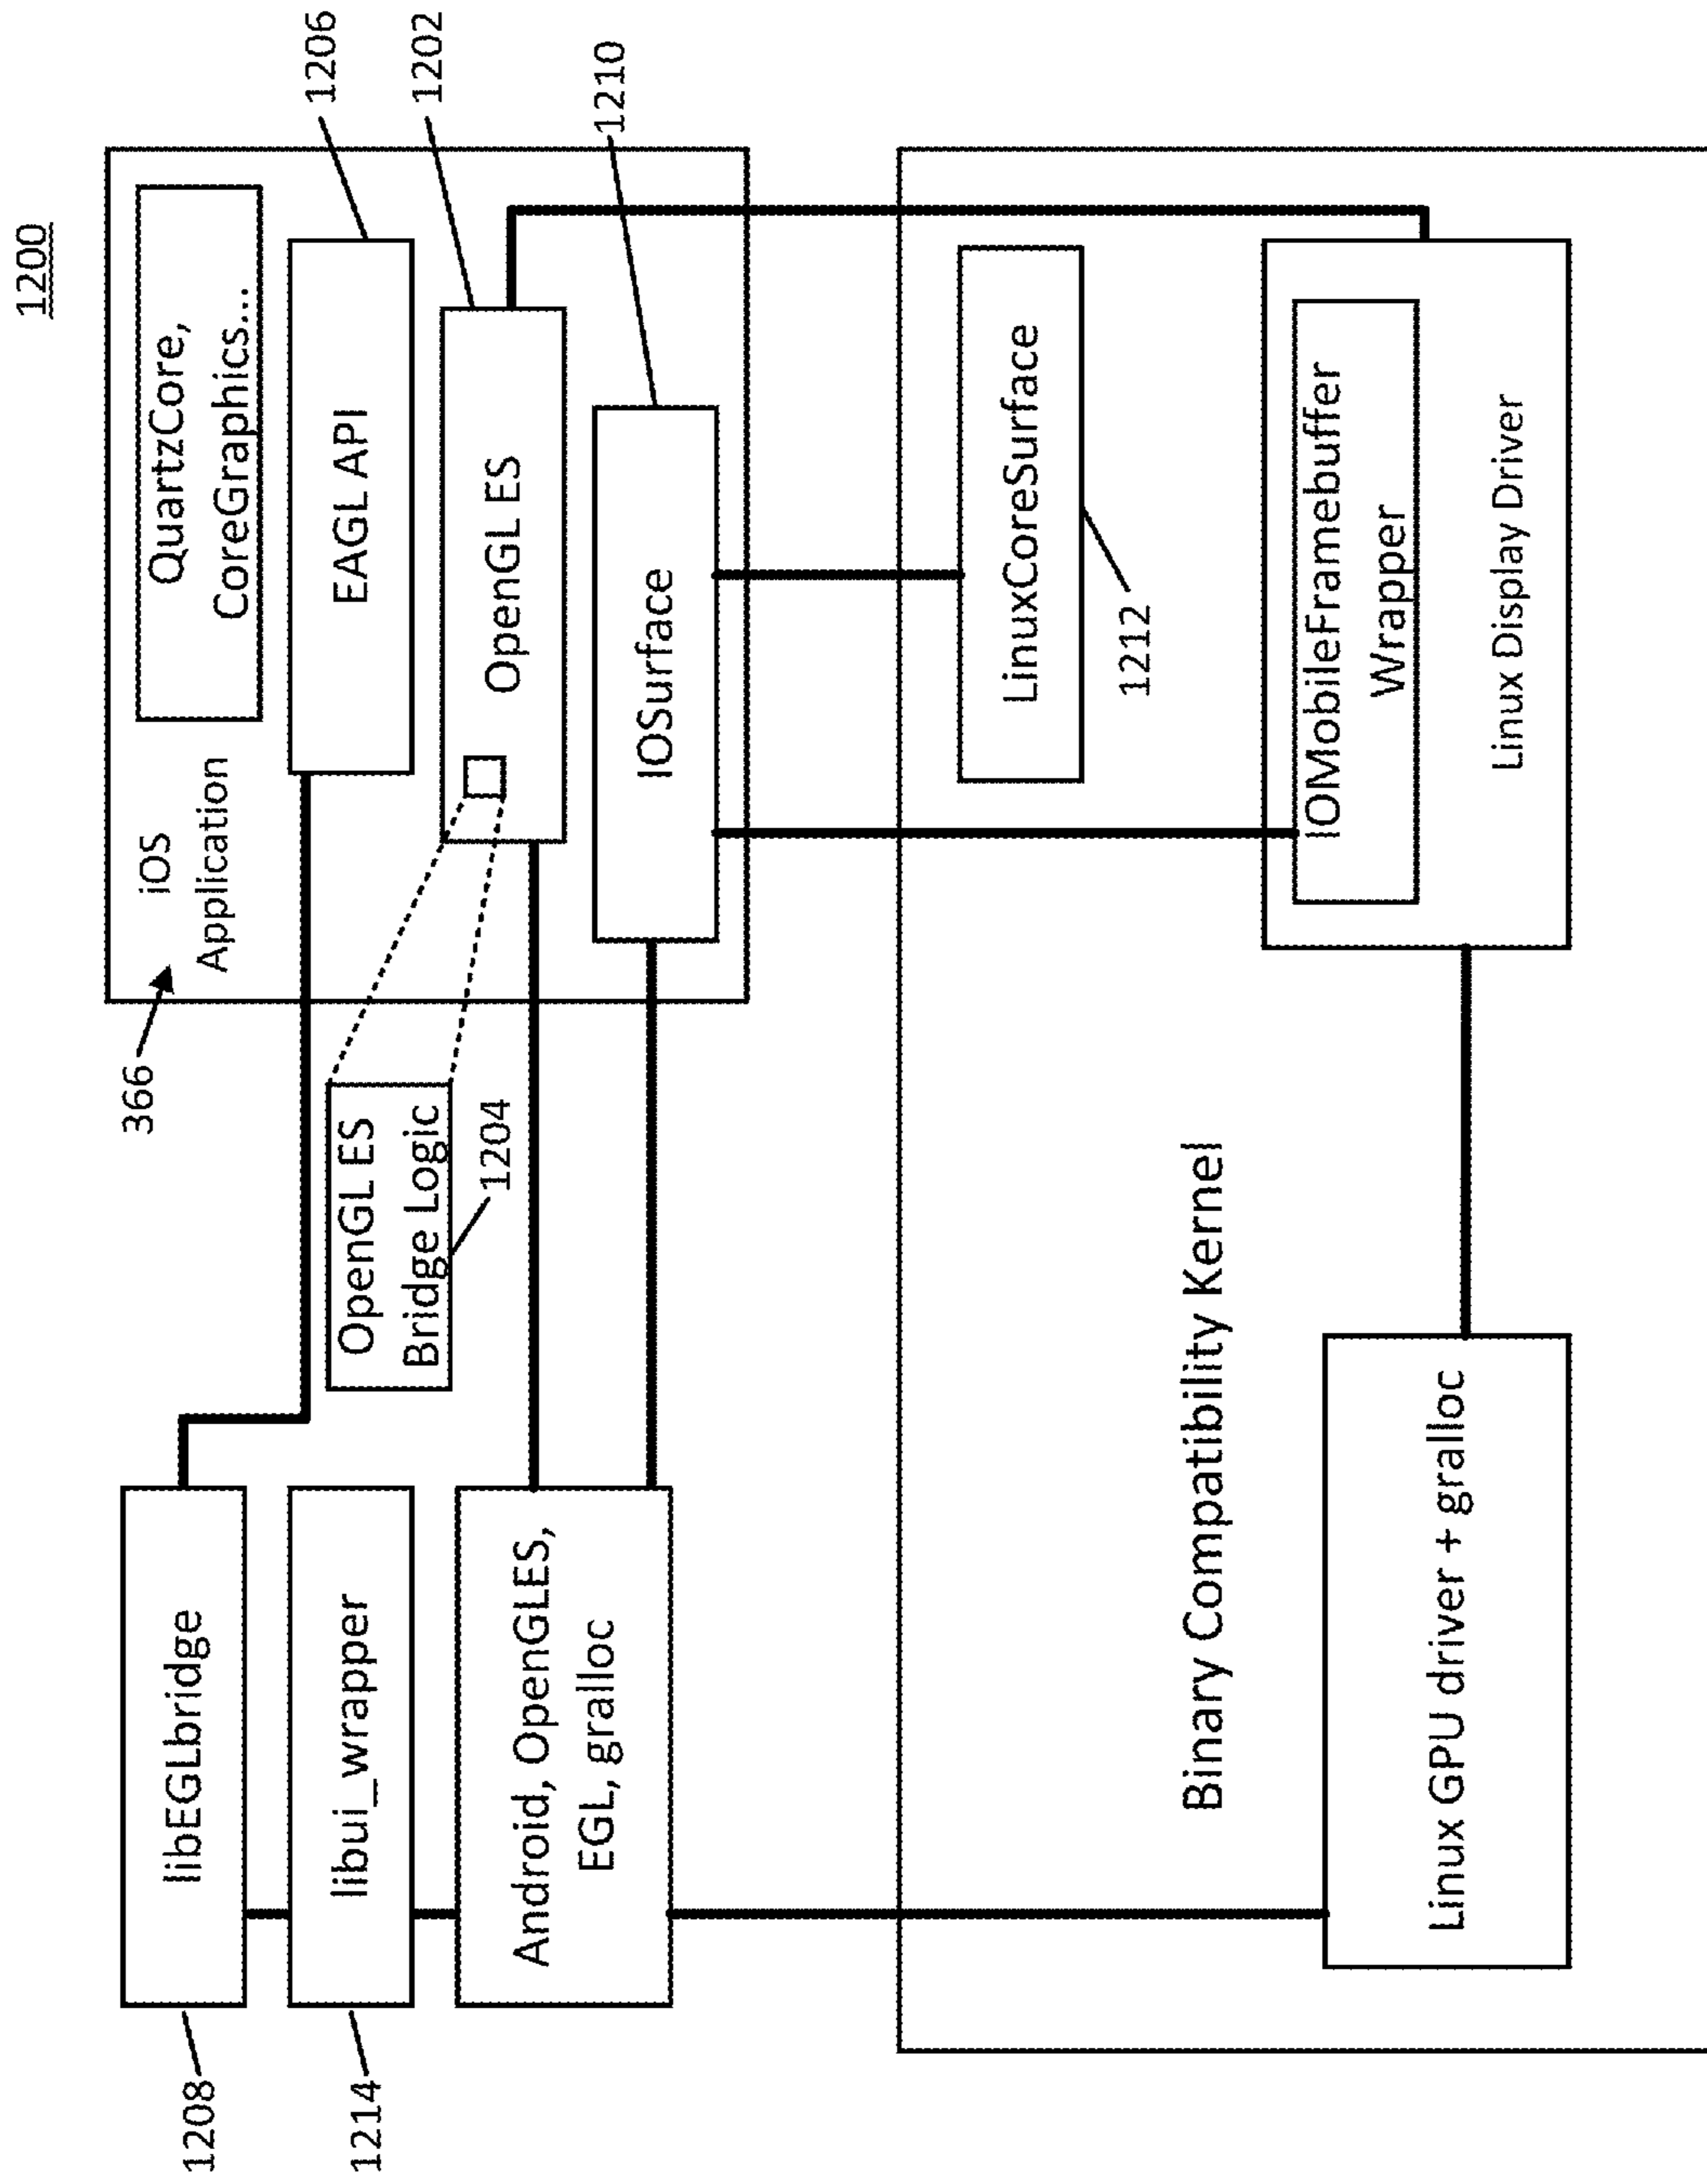 1200
1208
libEGLbridge
1214
libui_wrapper
Android, OpenGLES,
EGL, gralloc
366
iOS
Application
QuartzCore,
CoreGraphics...
EAGL API
1206
OpenGL ES
Bridge Logic
1204
OpenGL ES
1202
IOSurface
1210
Binary Compatibility Kernel
LinuxCoreSurface
1212
IOMobileFramebuffer
Wrapper
Linux Display Driver
Linux GPU driver + gralloc